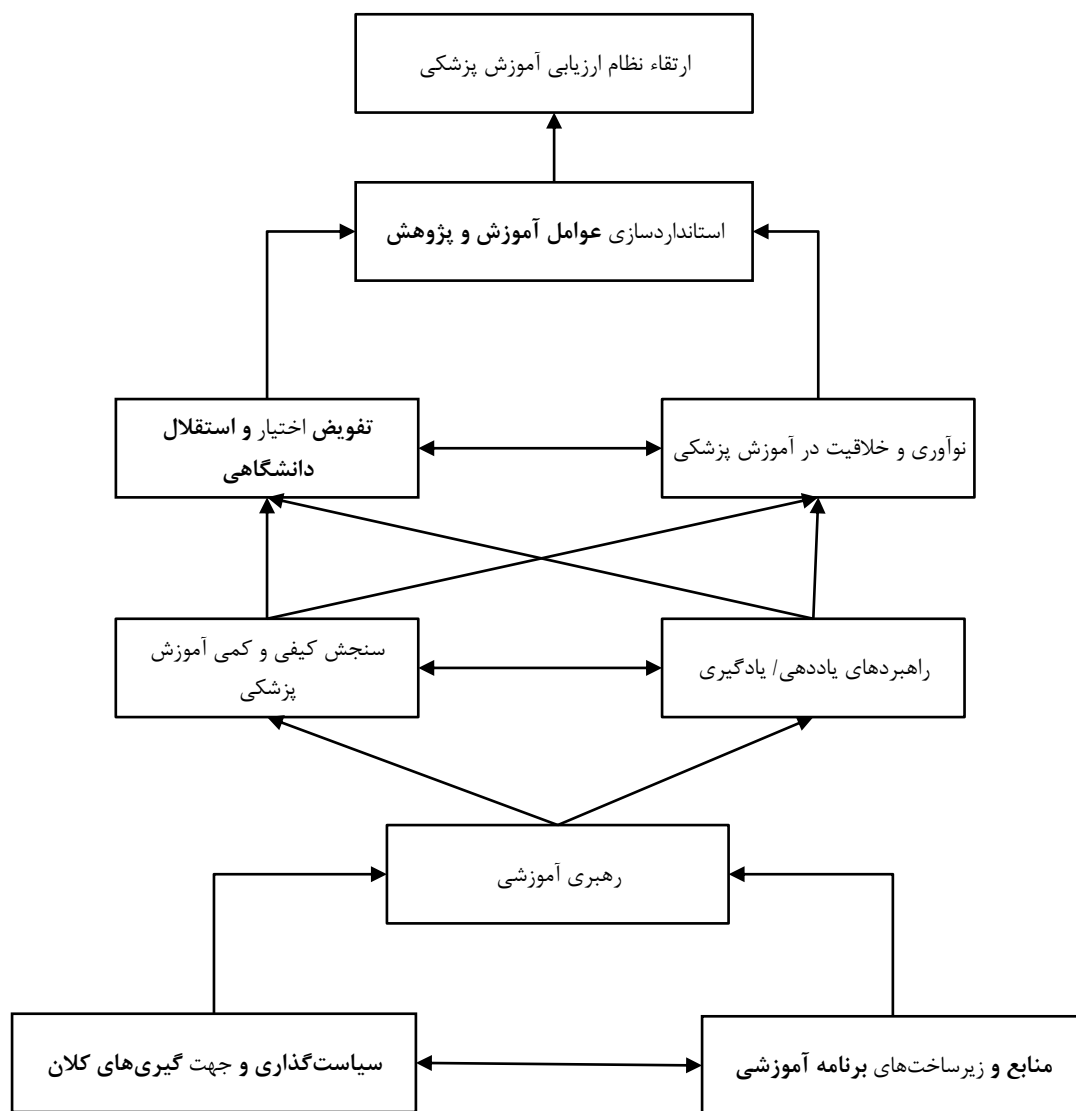 ارتقاء نظام ارزیابی آموزش پزشکی
استانداردسازی عوامل آموزش و پژوهش
نوآوری و خلاقیت در آموزش پزشکی
تفویض اختیار و استقلال
دانشگاهی
راهبردهای یاددهی/ یادگیری
سنجش کیفی و کمی آموزش
پزشکی
رهبری آموزشی
منابع و زیرساخت‌های برنامه آموزشی
سیاست‌گذاری و جهت گیری‌های کلان